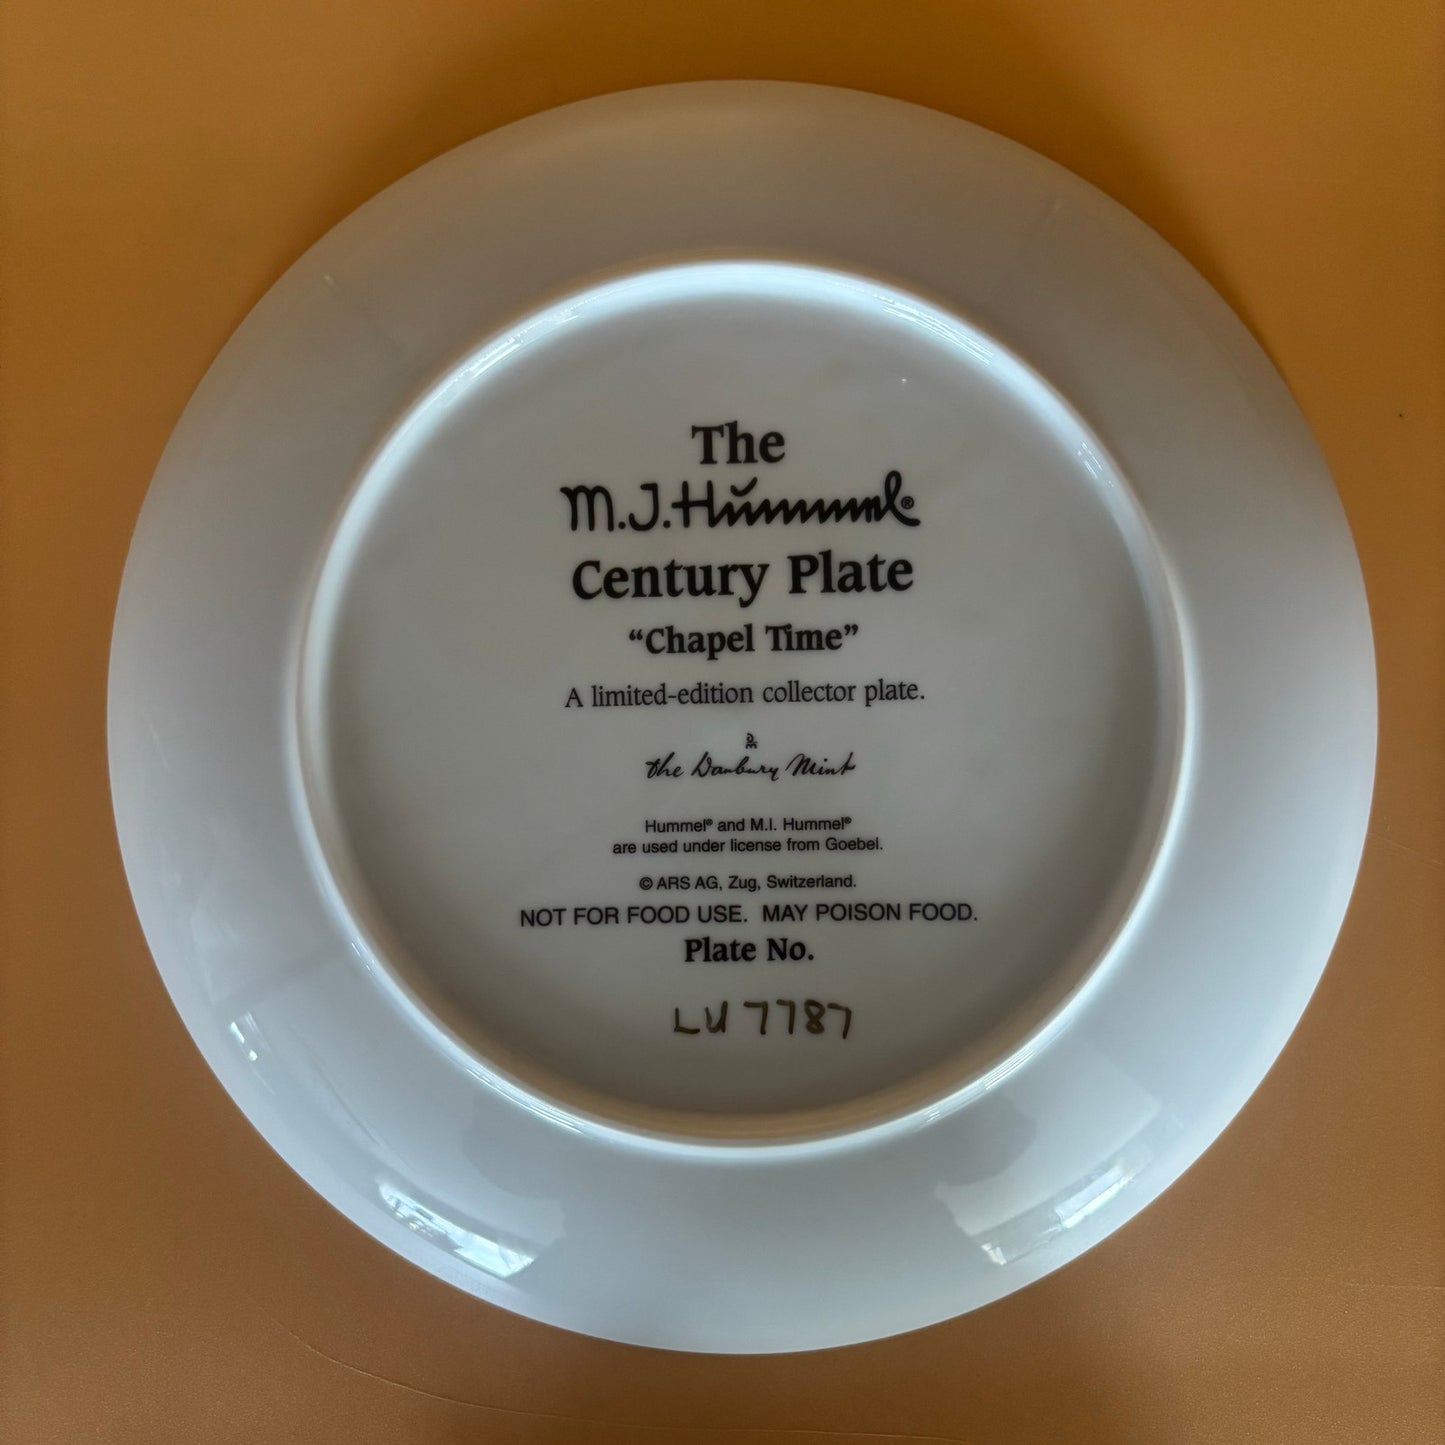 The
M.J. Hummel®
Century Plate
“Chapel Time”
A limited-edition collector plate.
DM
the Danbury Mint
Hummel® and M.I. Hummel®
are used under license from Goebel.
© ARS AG, Zug, Switzerland.
NOT FOR FOOD USE. MAY POISON FOOD.
Plate No.
LU 7787